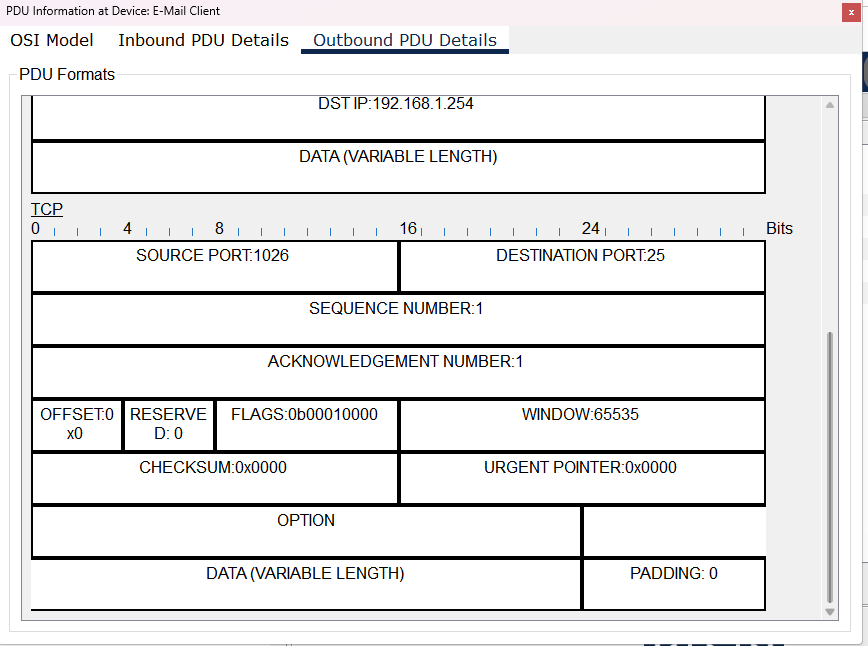 PDU Information at Device: E-Mail Client
x
OSI Model Inbound PDU Details Outbound PDU Details
PDU Formats
DST IP:192.168.1.254
DATA (VARIABLE LENGTH)
TCP
0 4 8 16 24 Bits
SOURCE PORT:1026 DESTINATION PORT:25
SEQUENCE NUMBER:1
ACKNOWLEDGEMENT NUMBER:1
OFFSET:0 RESERVE FLAGS:0b00010000 WINDOW:65535
x0 D: 0
CHECKSUM:0x0000 URGENT POINTER:0x0000
OPTION
DATA (VARIABLE LENGTH) PADDING: 0